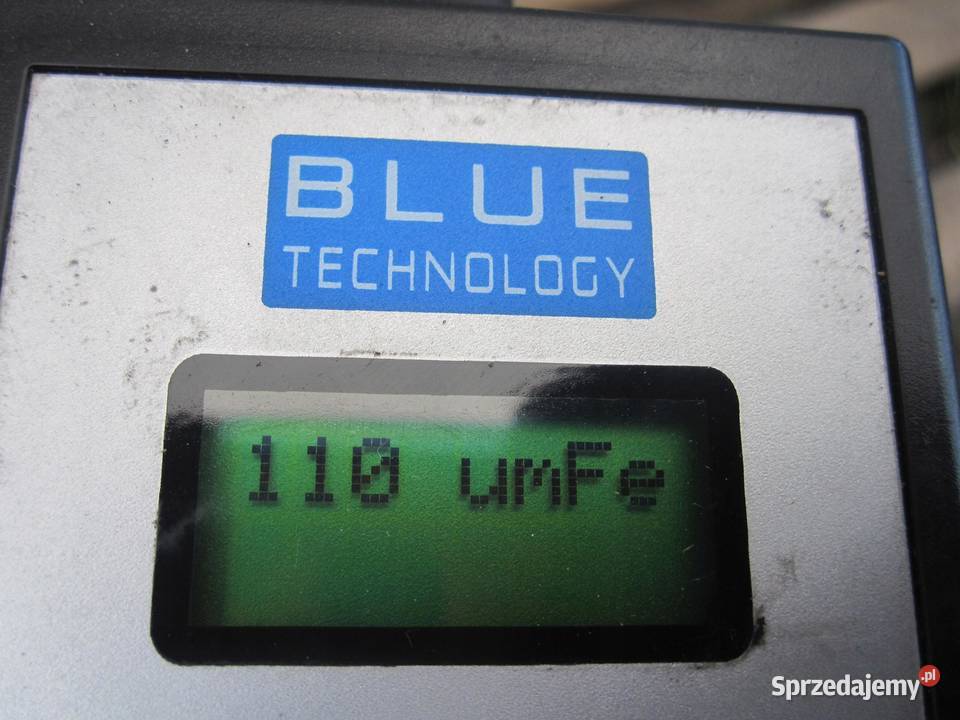 BLUE
TECHNOLOGY
110 umFe
Sprzedajemy.pl